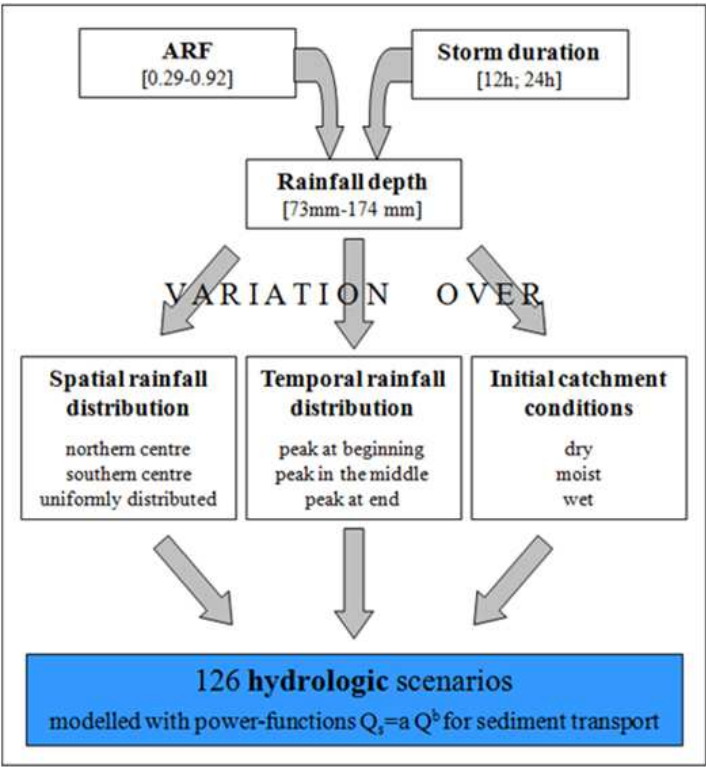 ARF
[0.29-0.92]
Storm duration
[12h; 24h]
Rainfall depth
[73mm-174 mm]
VARIATION OVER
Spatial rainfall
distribution
northern centre
southern centre
uniformly distributed
Temporal rainfall
distribution
peak at beginning
peak in the middle
peak at end
Initial catchment
conditions
dry
moist
wet
126 hydrologic scenarios
modelled with power-functions Qₛ=a Qᵇ for sediment transport